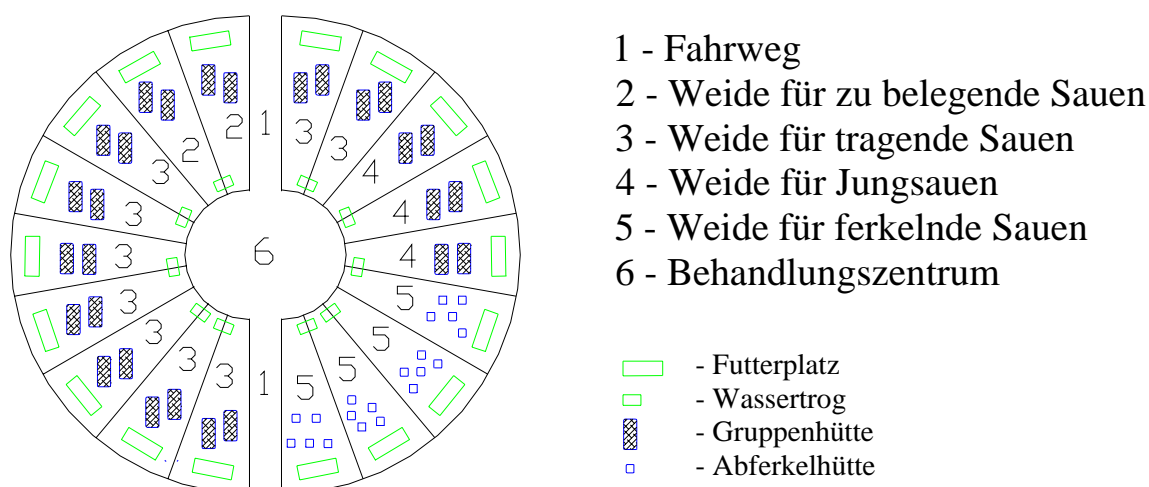 2 1 3
2 3
3 4
3 4
3 6 4
3 5
3 5
3 5
3 1 5
1 - Fahrweg
2 - Weide für zu belegende Sauen
3 - Weide für tragende Sauen
4 - Weide für Jungsauen
5 - Weide für ferkelnde Sauen
6 - Behandlungszentrum
- Futterplatz
- Wassertrog
- Gruppenhütte
- Abferkelhütte